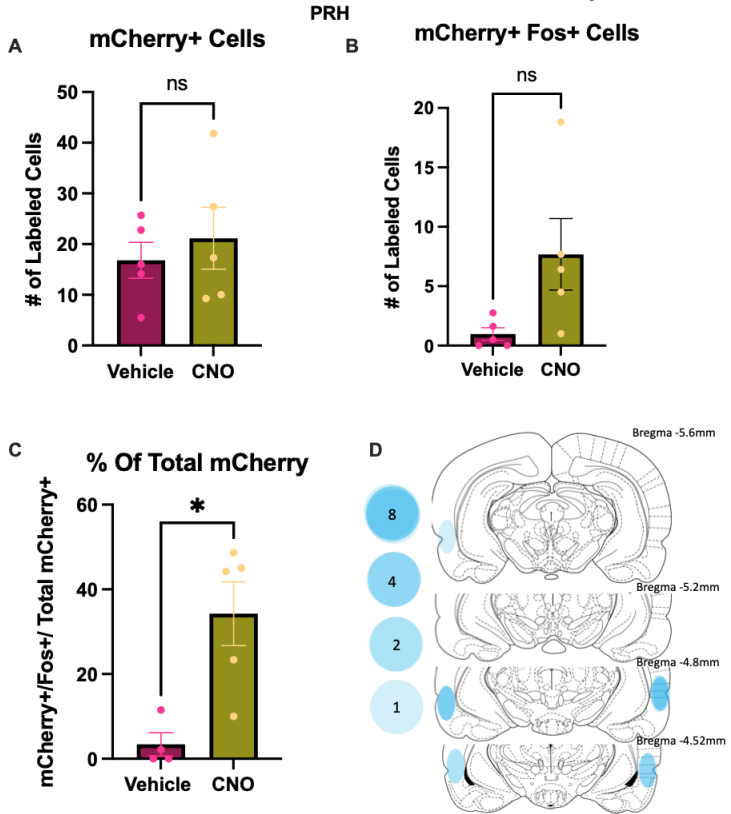 PRH
A
mCherry+ Cells
ns
# of Labeled Cells
50
40
30
20
10
0
Vehicle
CNO
B
mCherry+ Fos+ Cells
ns
# of Labeled Cells
20
15
10
5
0
Vehicle
CNO
C
% Of Total mCherry
*
mCherry+/Fos+/ Total mCherry+
60
40
20
0
Vehicle
CNO
D
8
4
2
1
Bregma -5.6mm
Bregma -5.2mm
Bregma -4.8mm
Bregma -4.52mm